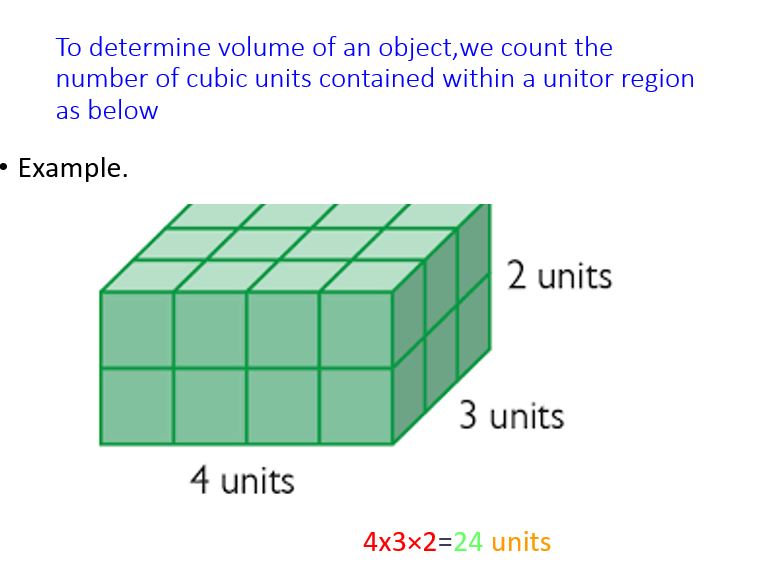 To determine volume of an object,we count the
number of cubic units contained within a unitor region
as below
• Example.
2 units
3 units
4 units
4x3×2=24 units